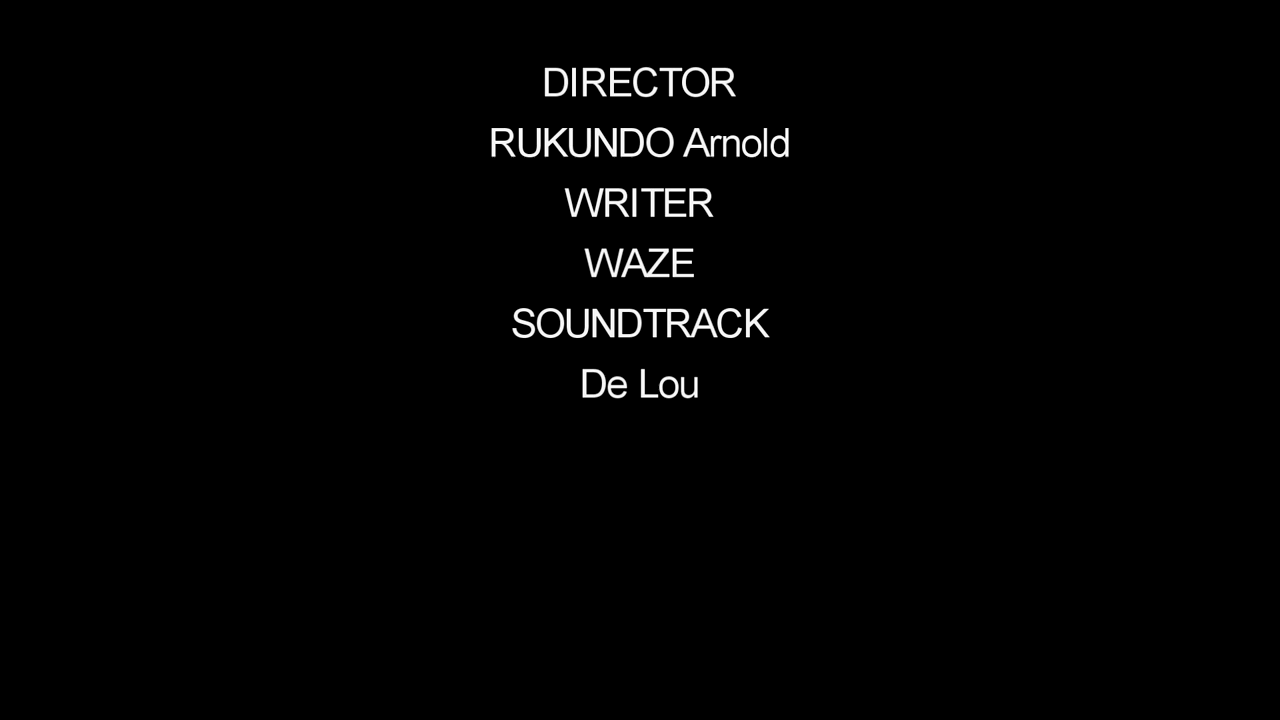 DIRECTOR
RUKUNDO Arnold
WRITER
WAZE
SOUNDTRACK
De Lou